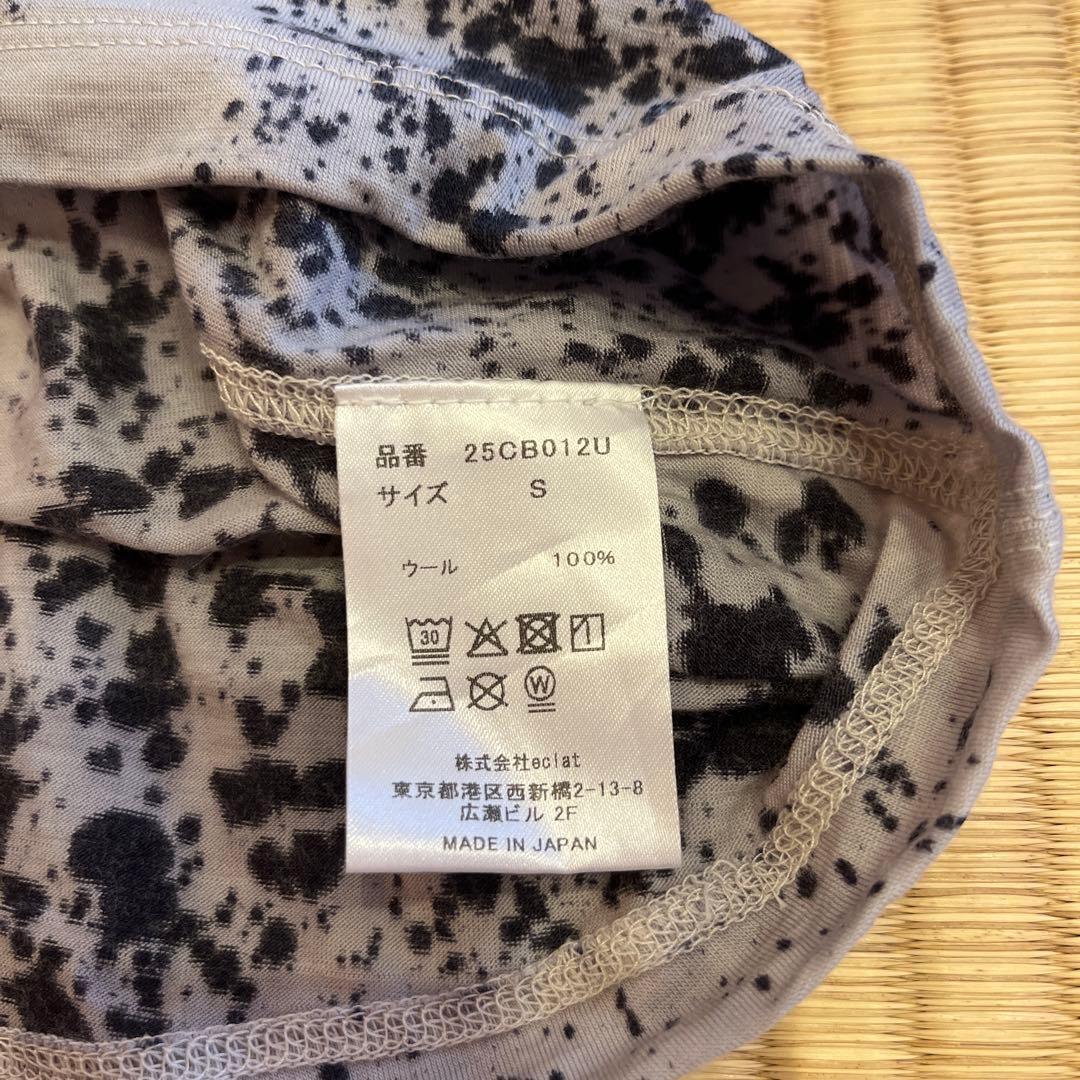 品番 25CB012U
サイズ S
ウール 100%
30
W
株式会社eclat
東京都港区西新橋2-13-8
広瀬ビル 2F
MADE IN JAPAN